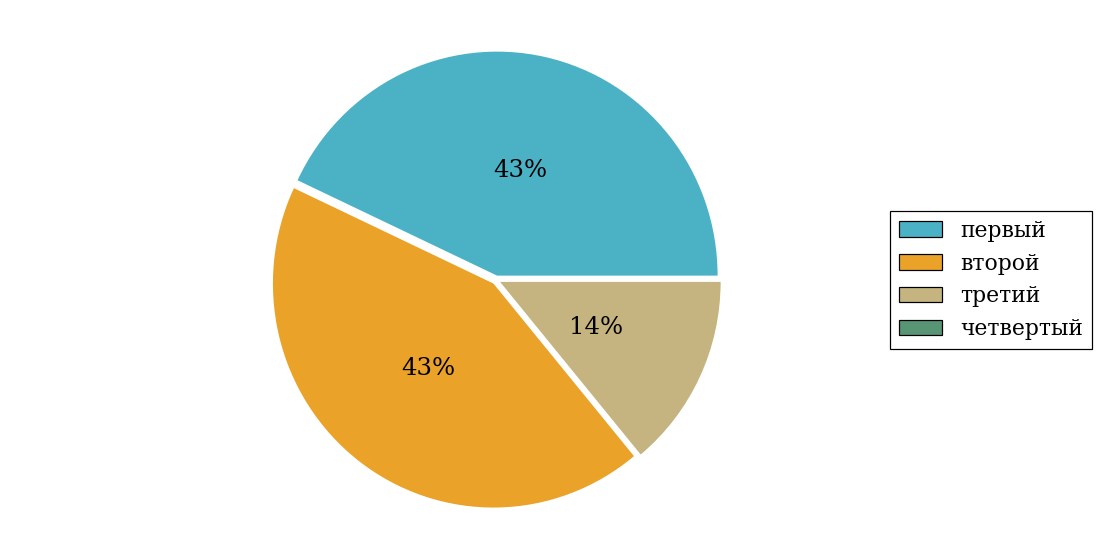 43%
43%
14%
первый
второй
третий
четвертый